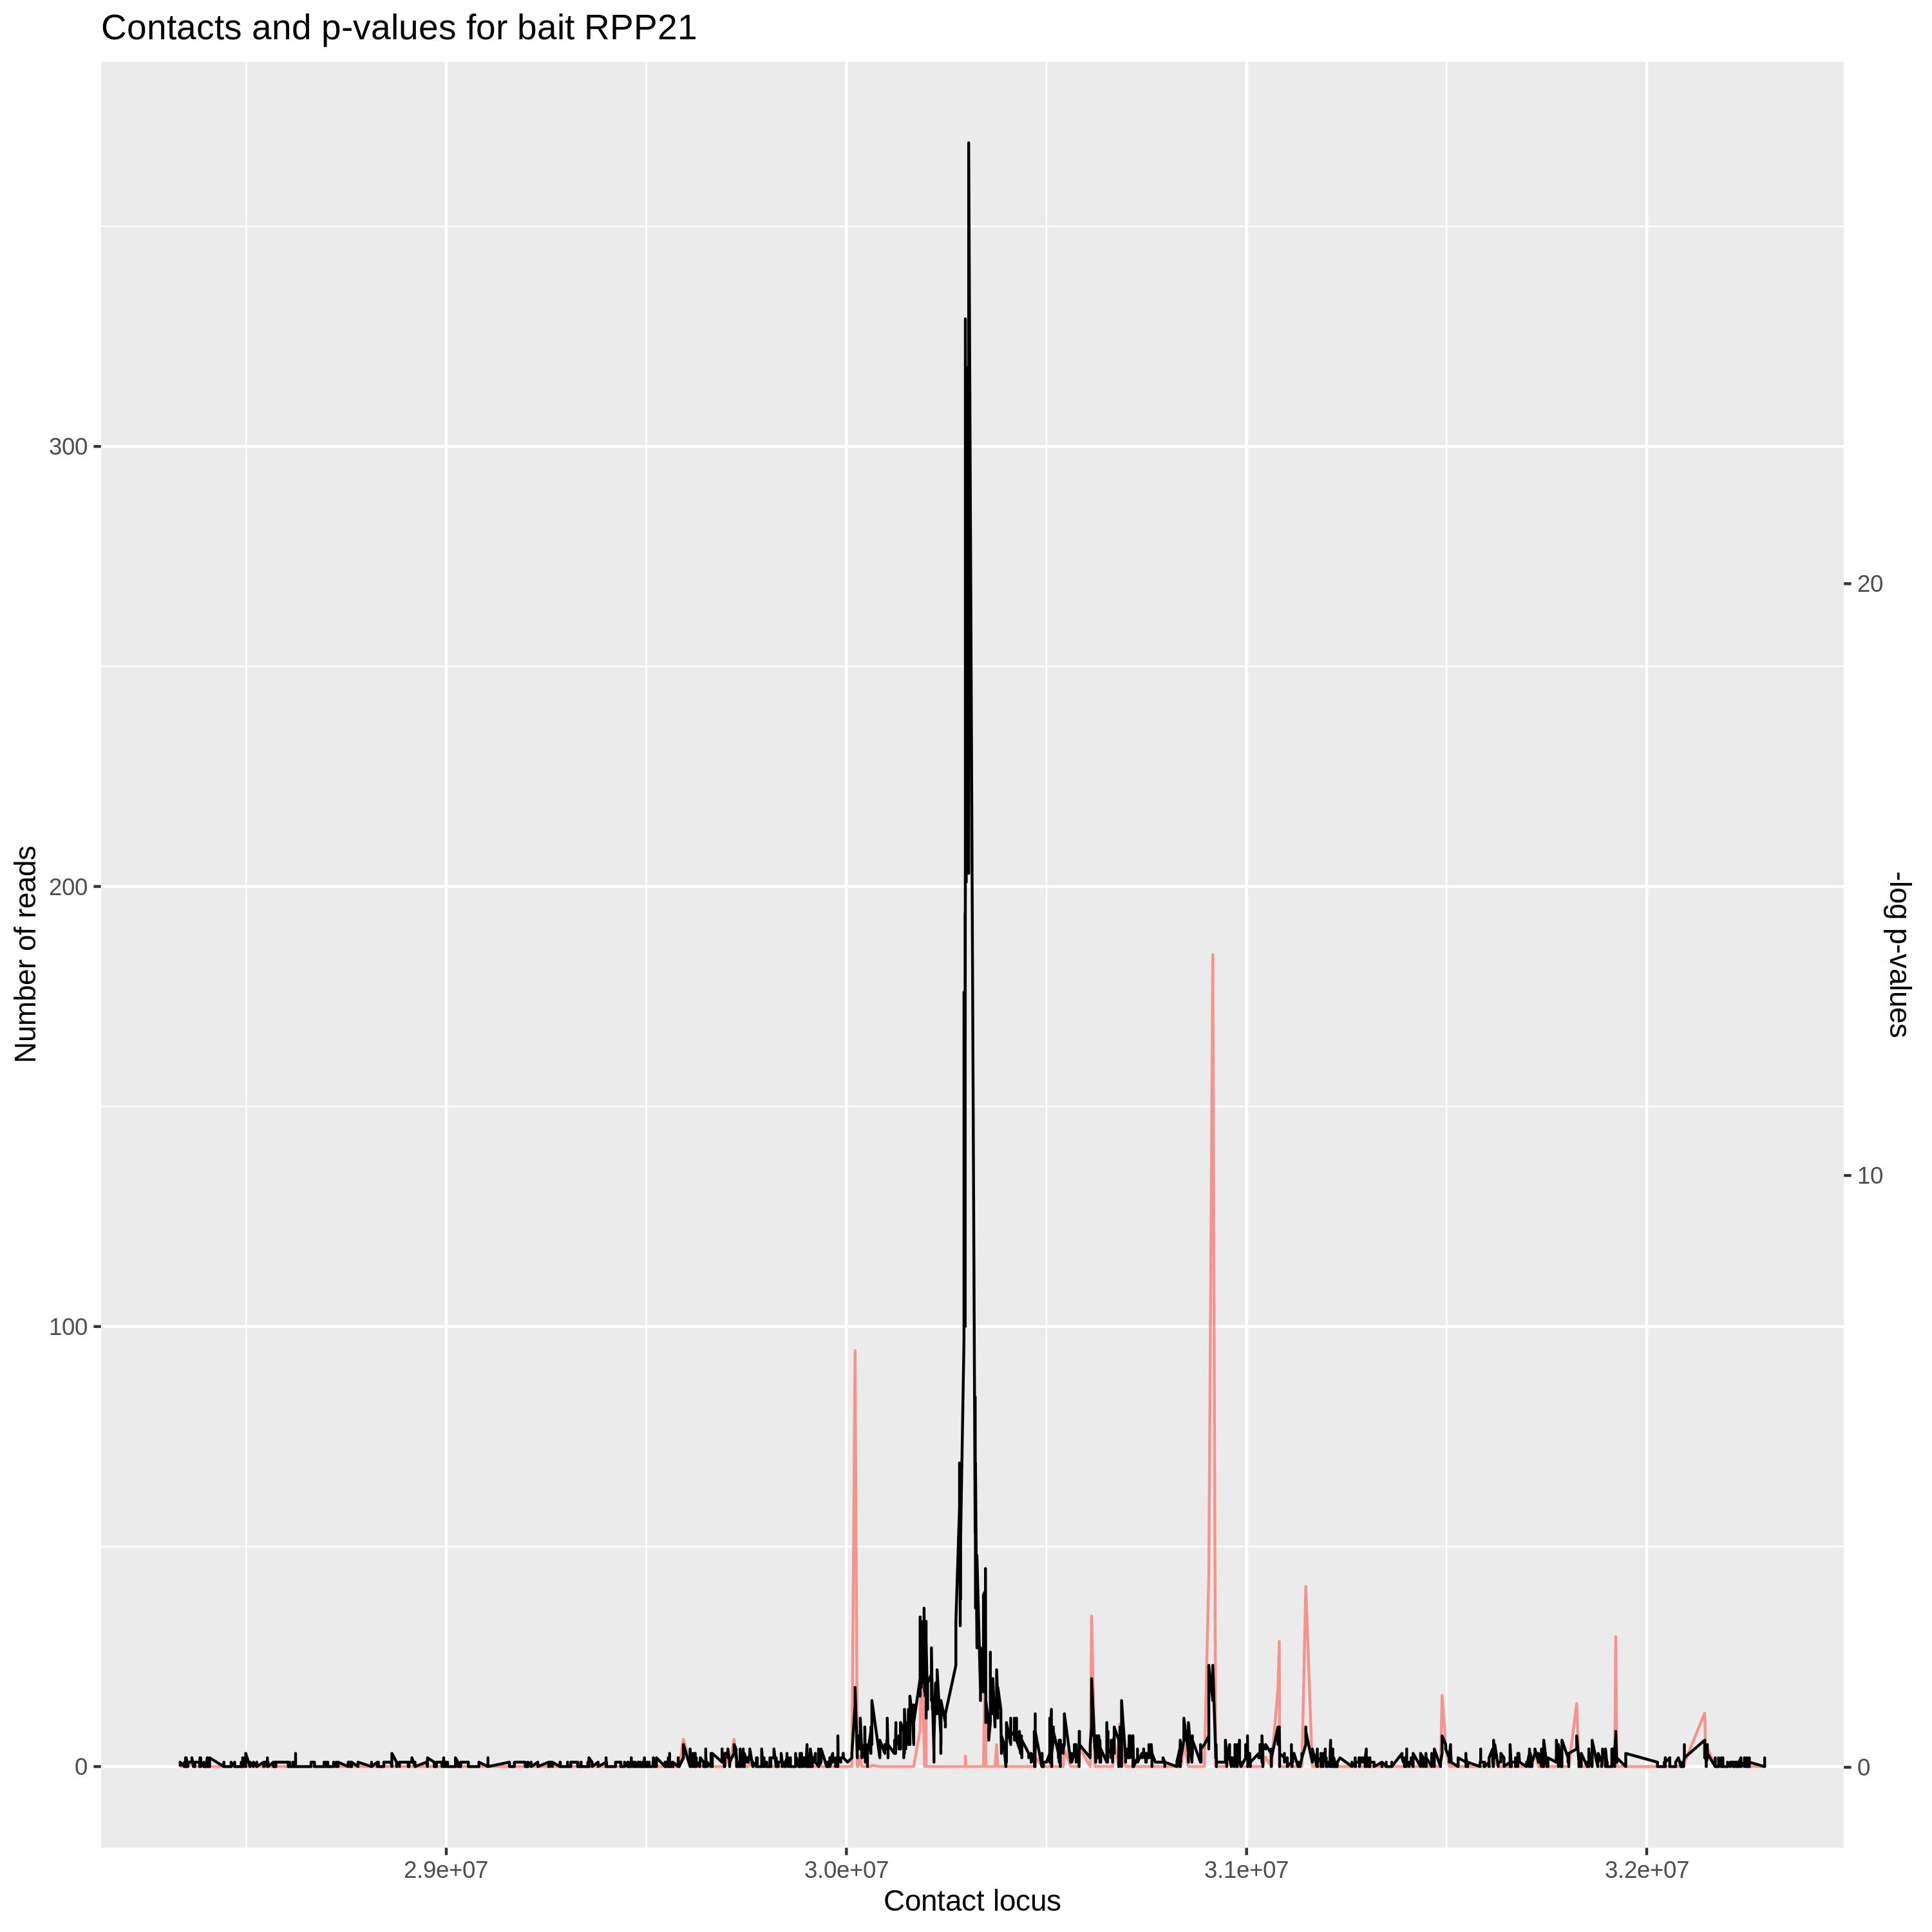 Contacts and p-values for bait RPP21
Number of reads
300
200
100
0
20
10
0
-log p-values
2.9e+07
3.0e+07
3.1e+07
3.2e+07
Contact locus